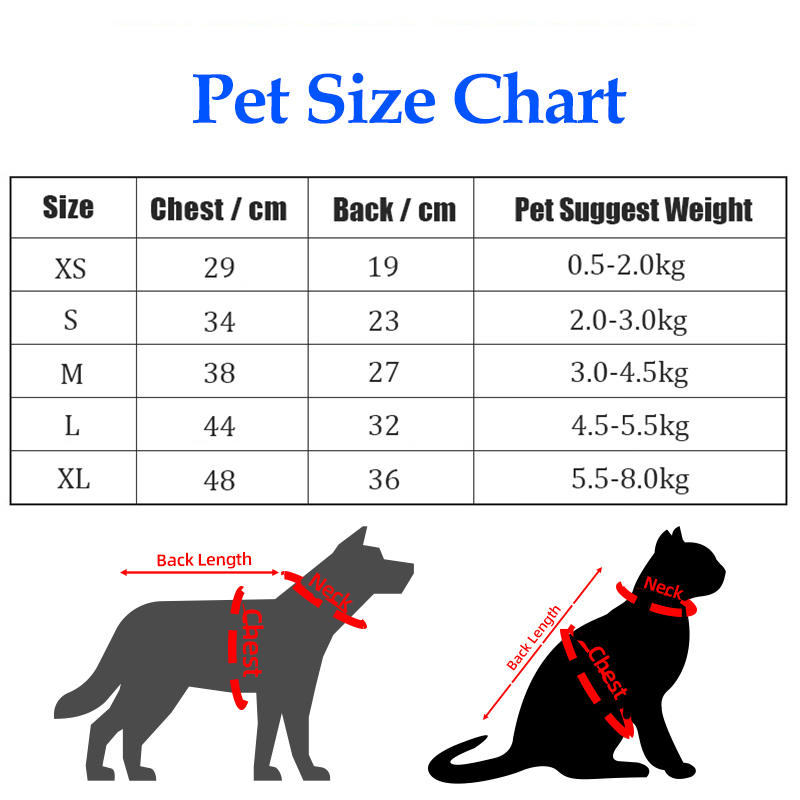 Pet Size Chart
Size Chest / cm Back / cm Pet Suggest Weight
XS 29 19 0.5-2.0kg
S 34 23 2.0-3.0kg
M 38 27 3.0-4.5kg
L 44 32 4.5-5.5kg
XL 48 36 5.5-8.0kg
Back Length
Neck
Chest
Back Length
Neck
Chest